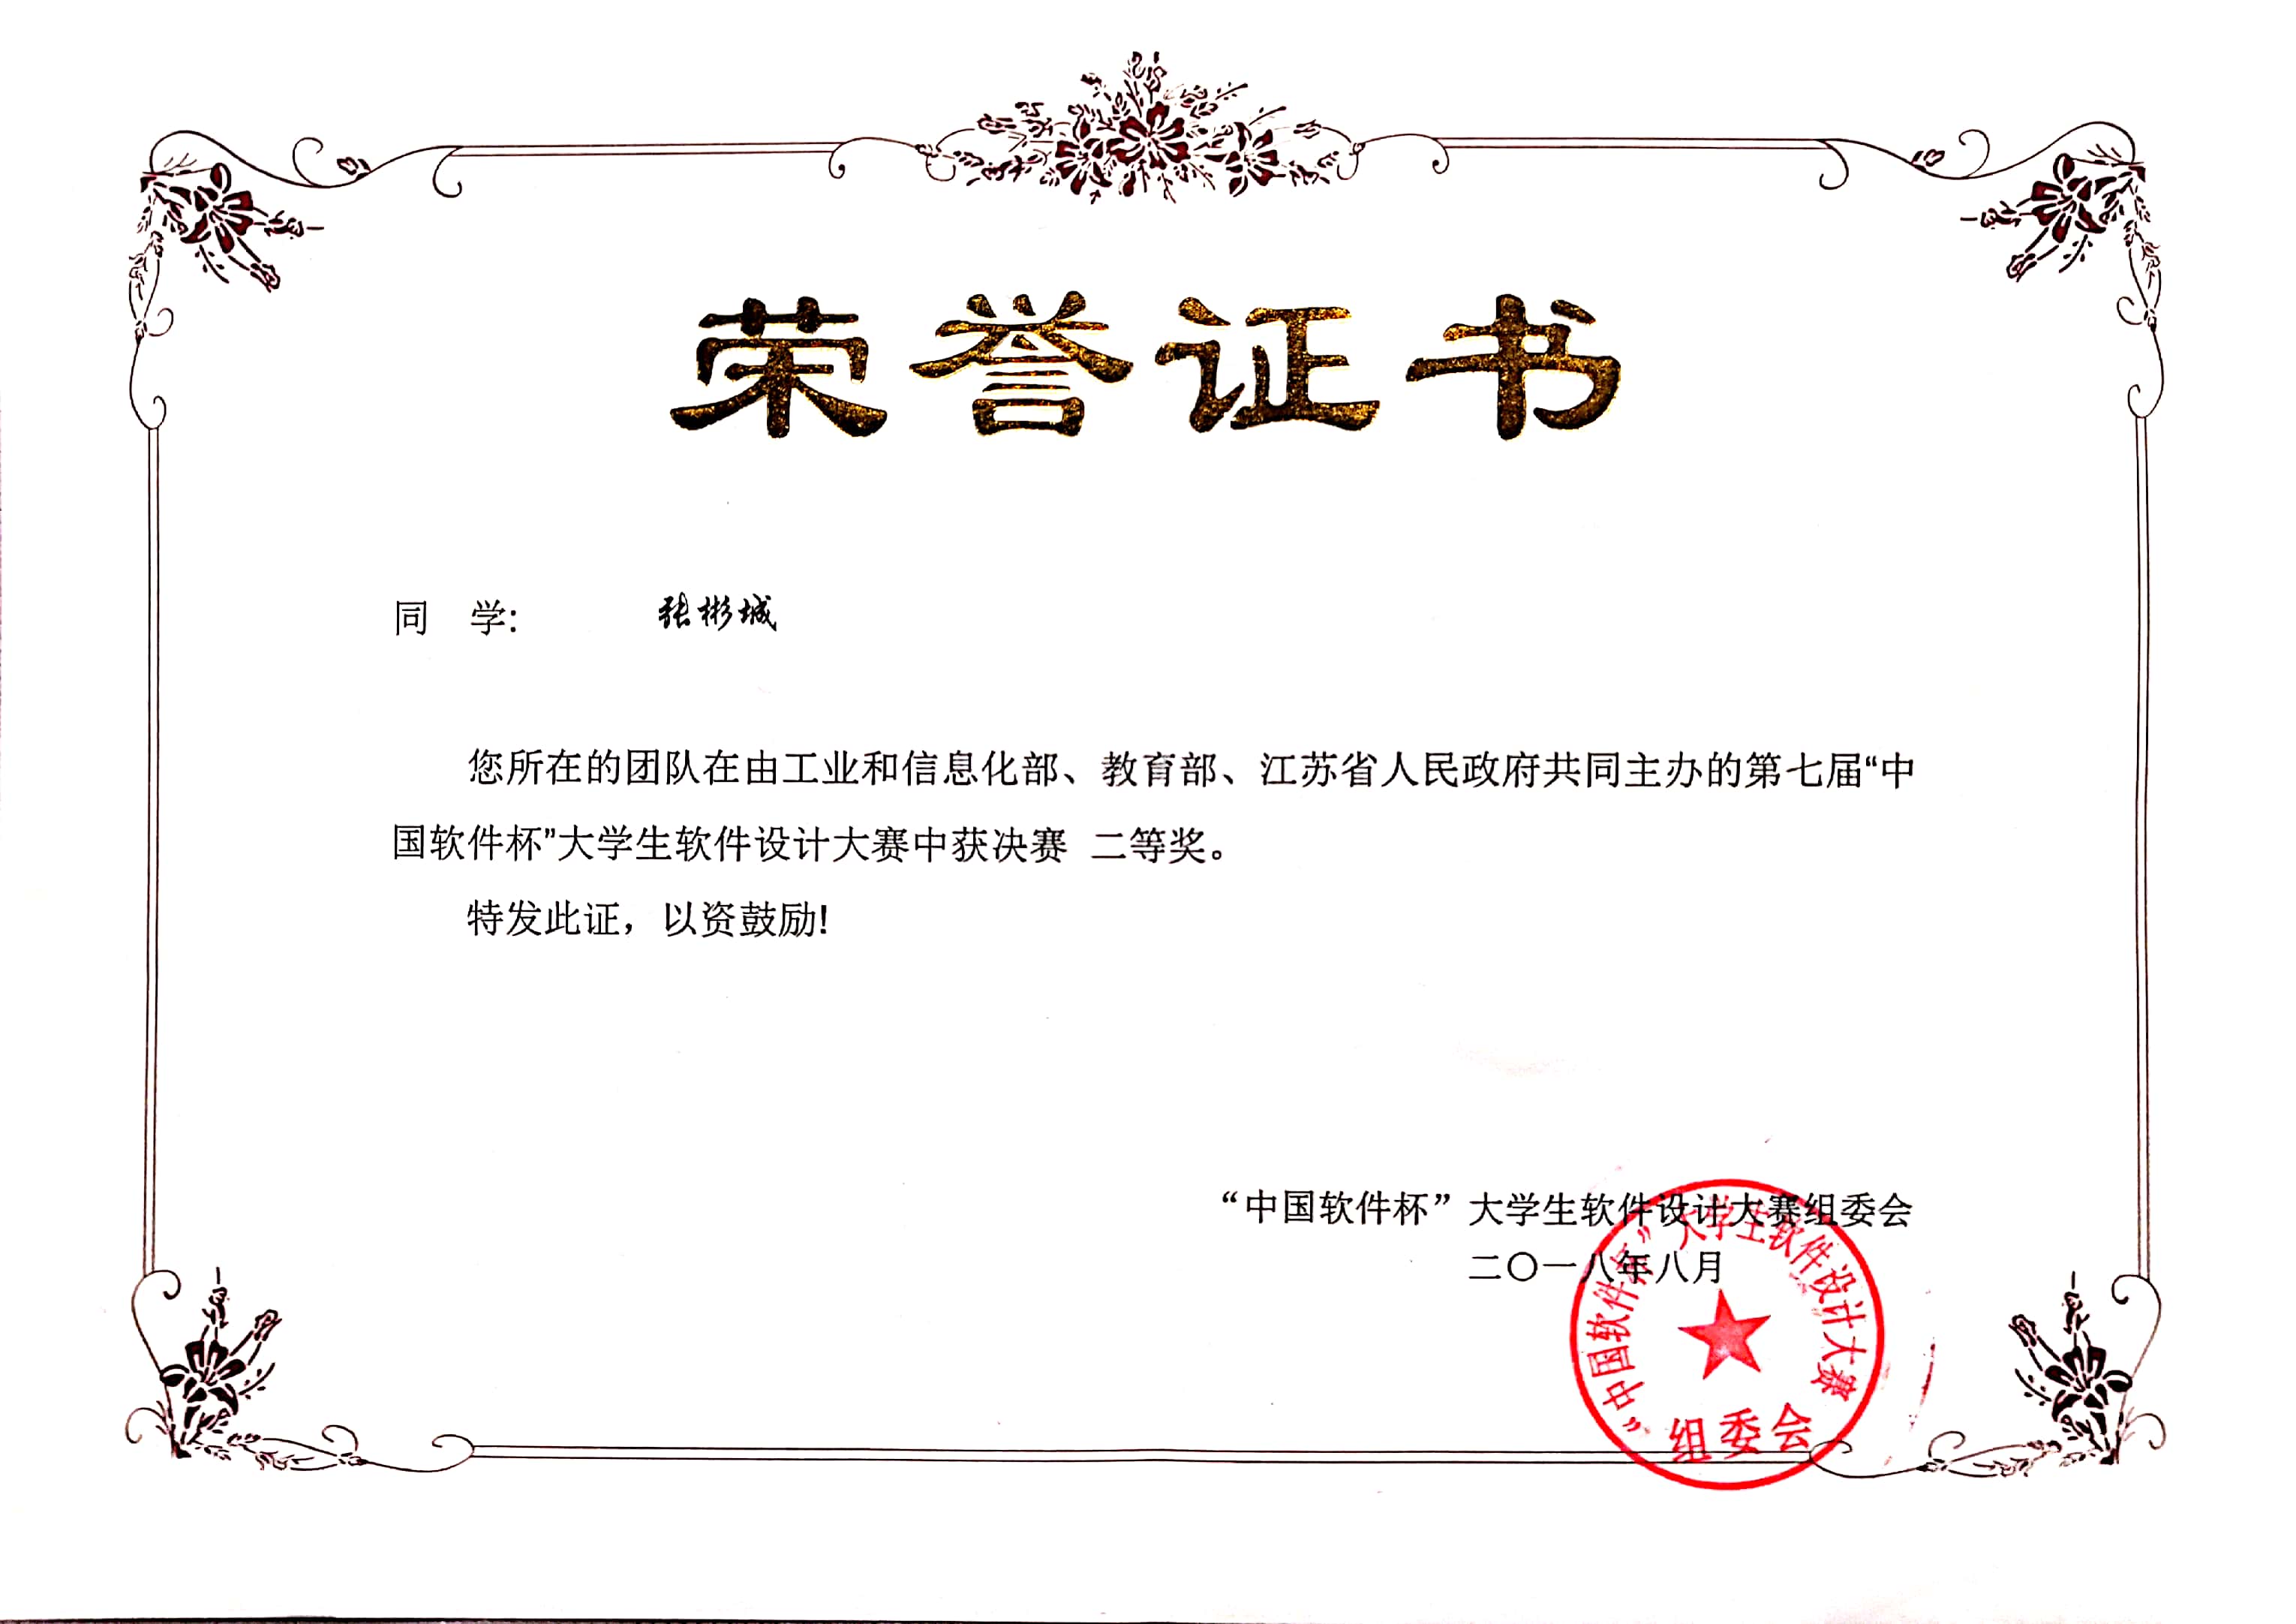 荣誉证书
同 学: 张彬城
您所在的团队在由工业和信息化部、教育部、江苏省人民政府共同主办的第七届“中
国软件杯”大学生软件设计大赛中获决赛 二等奖。
特发此证，以资鼓励!
“中国软件杯”大学生软件设计大赛组委会
二〇一八年八月
“中国软件杯”大学生软件设计大赛
组委会